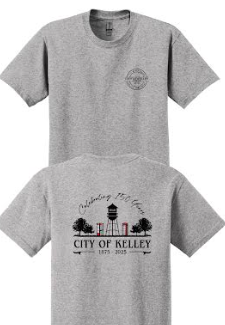 Celebrating 150 Years
CITY OF KELLEY
1875 - 2025